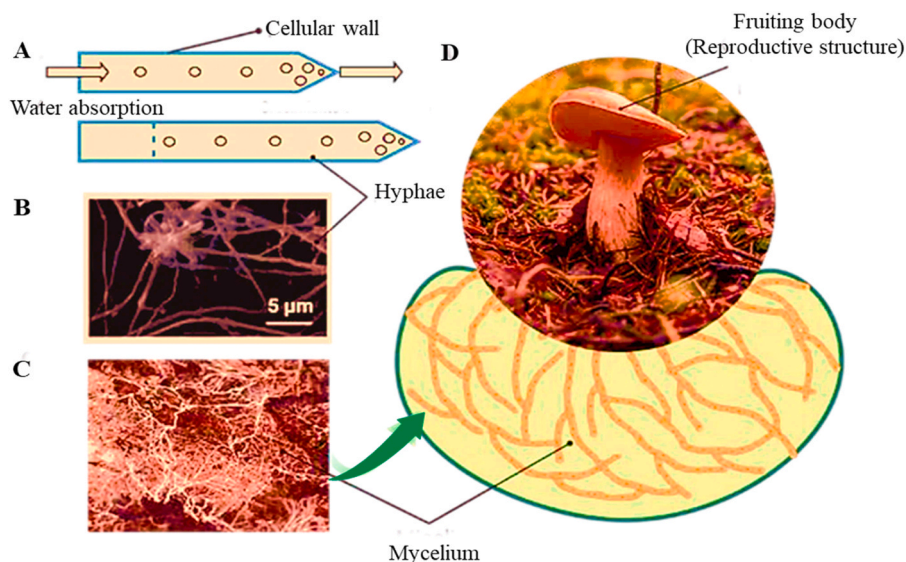 A
Cellular wall
Water absorption
Hyphae
B
5 μm
C
D
Fruiting body
(Reproductive structure)
Mycelium